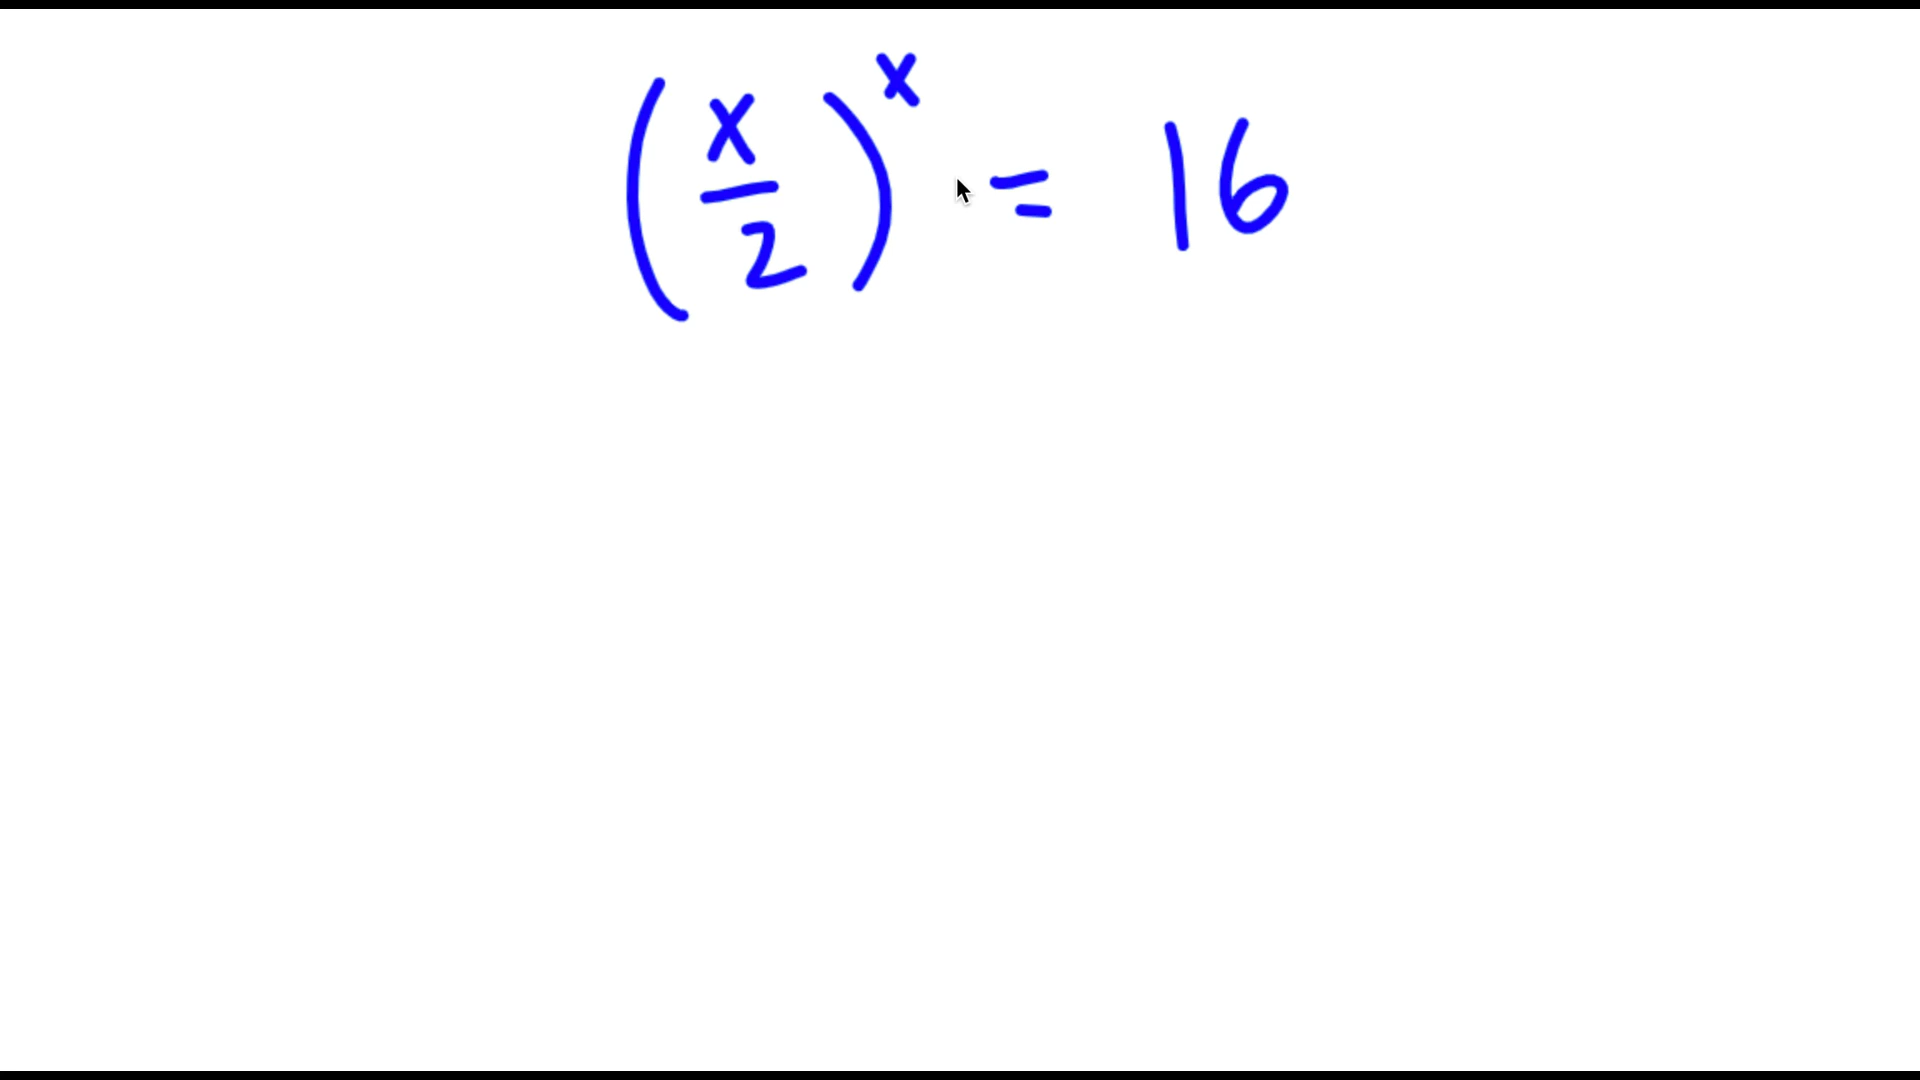 (x/2)^x = 16